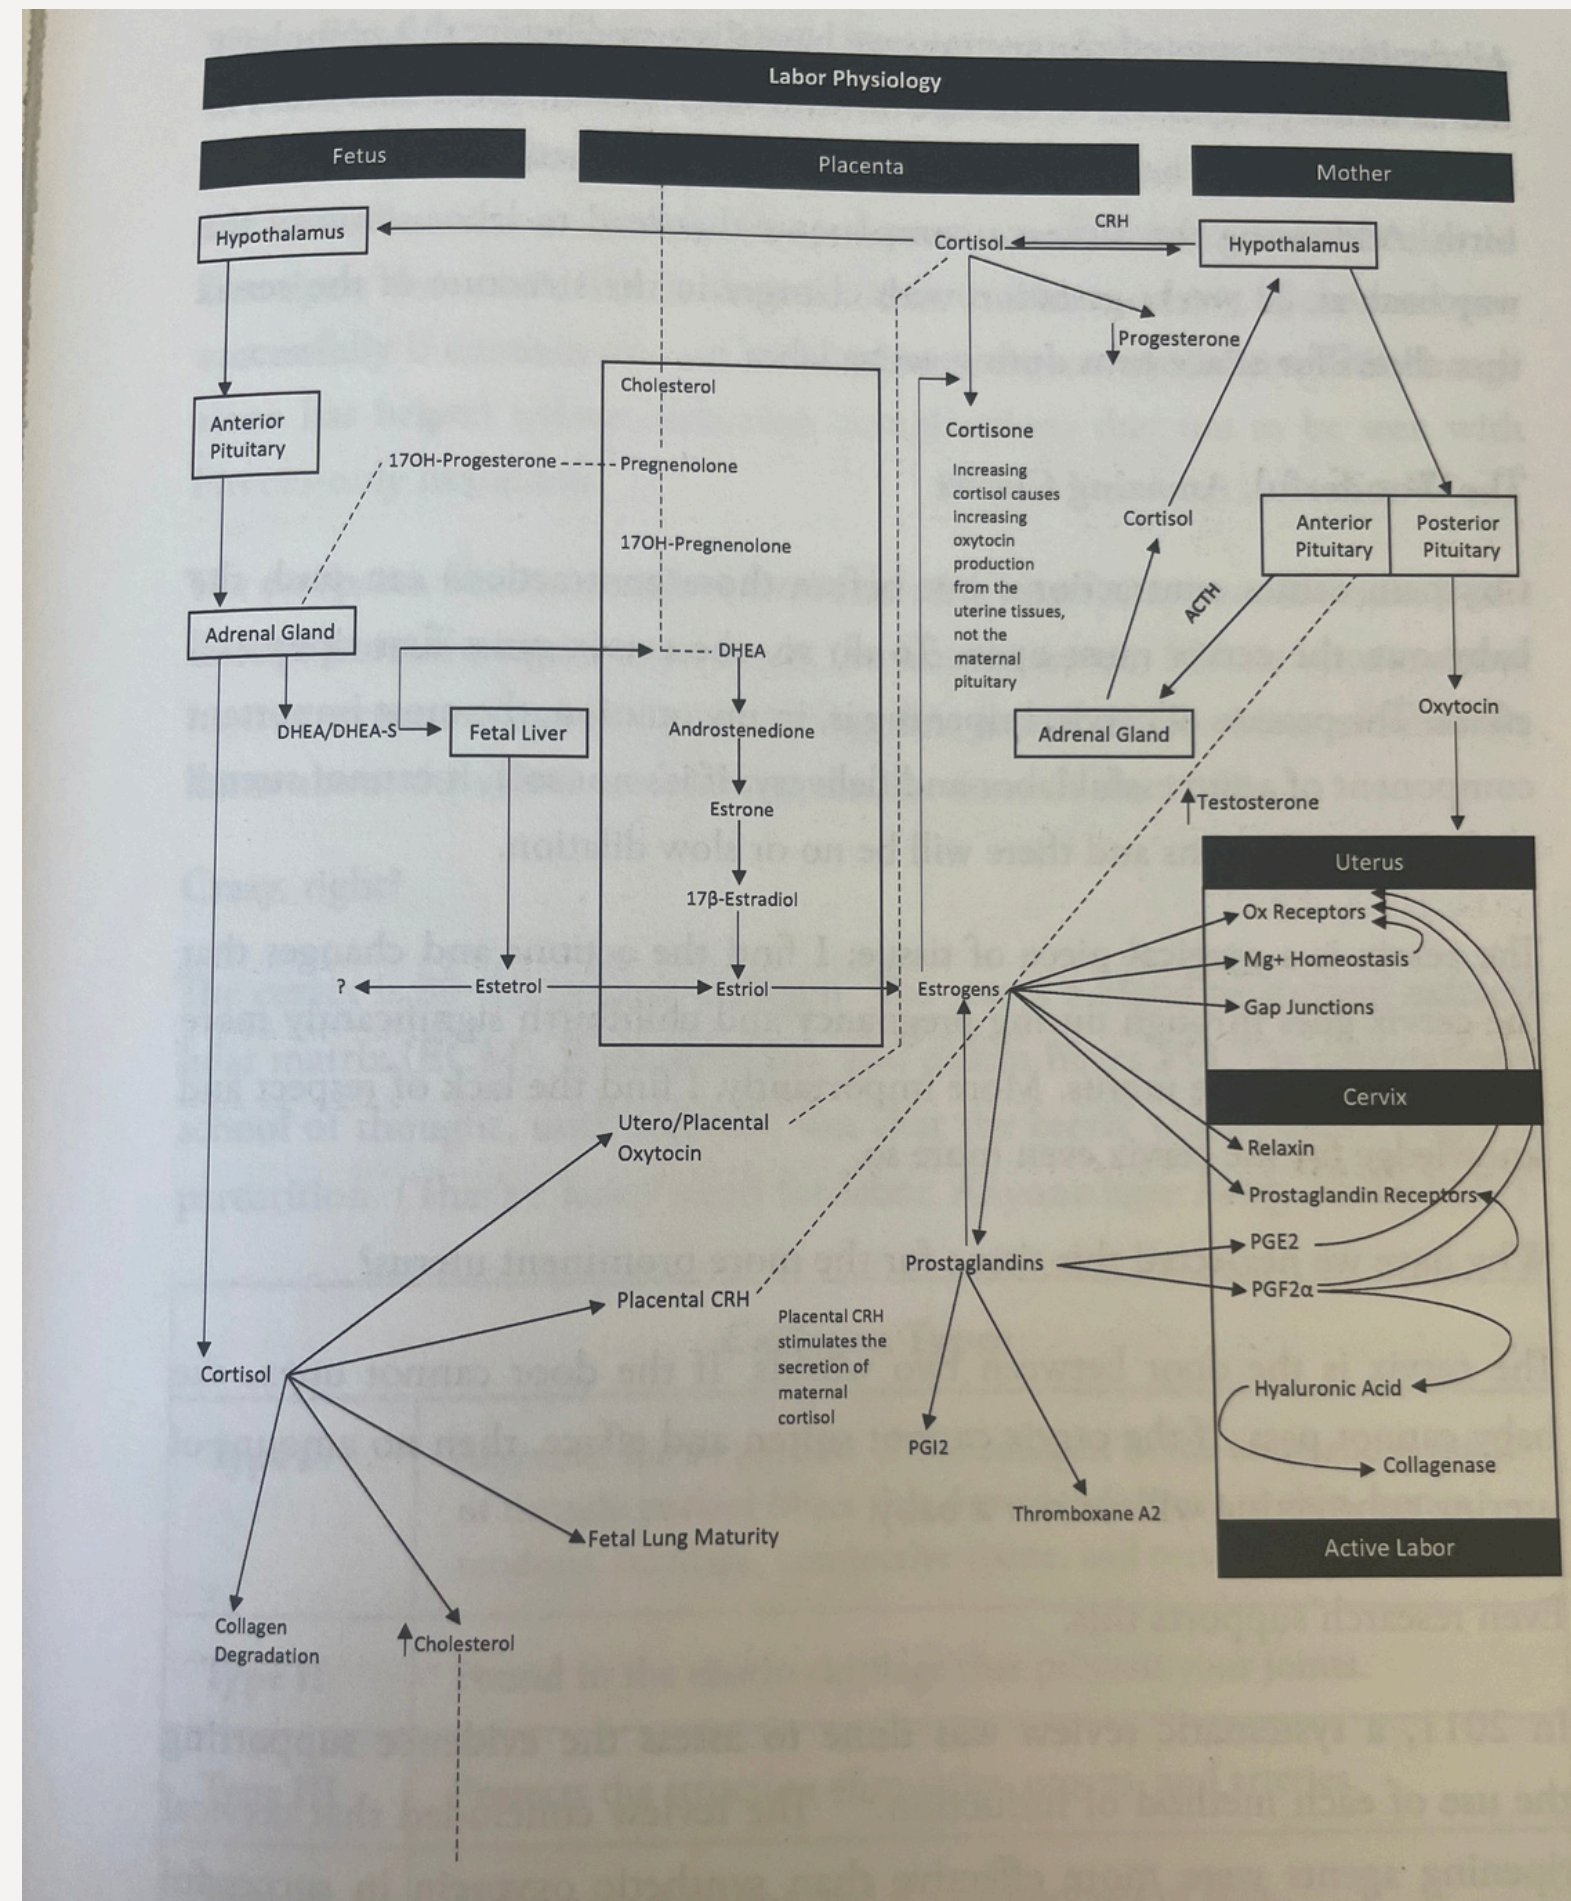 Labor Physiology
Fetus
Placenta
Mother
Hypothalamus
Cortisol
CRH
Hypothalamus
Progesterone
Anterior
Pituitary
Cholesterol
Cortisone
17OH-Progesterone
Pregnenolone
Increasing
cortisol causes
increasing
oxytocin
production
from the
uterine tissues,
not the
maternal
pituitary
Cortisol
Anterior
Pituitary
Posterior
Pituitary
17OH-Pregnenolone
ACTH
Adrenal Gland
DHEA
DHEA/DHEA-S
Fetal Liver
Androstenedione
Adrenal Gland
Oxytocin
Estrone
Testosterone
Uterus
17β-Estradiol
Ox Receptors
Mg+ Homeostasis
Gap Junctions
?
Estetrol
Estriol
Estrogens
Cervix
Utero/Placental
Oxytocin
Relaxin
Prostaglandin Receptors
PGE2
PGF2α
Prostaglandins
Placental CRH
Placental CRH
stimulates the
secretion of
maternal
cortisol
Cortisol
Hyaluronic Acid
PGI2
Collagenase
Thromboxane A2
Active Labor
Fetal Lung Maturity
Collagen
Degradation
Cholesterol